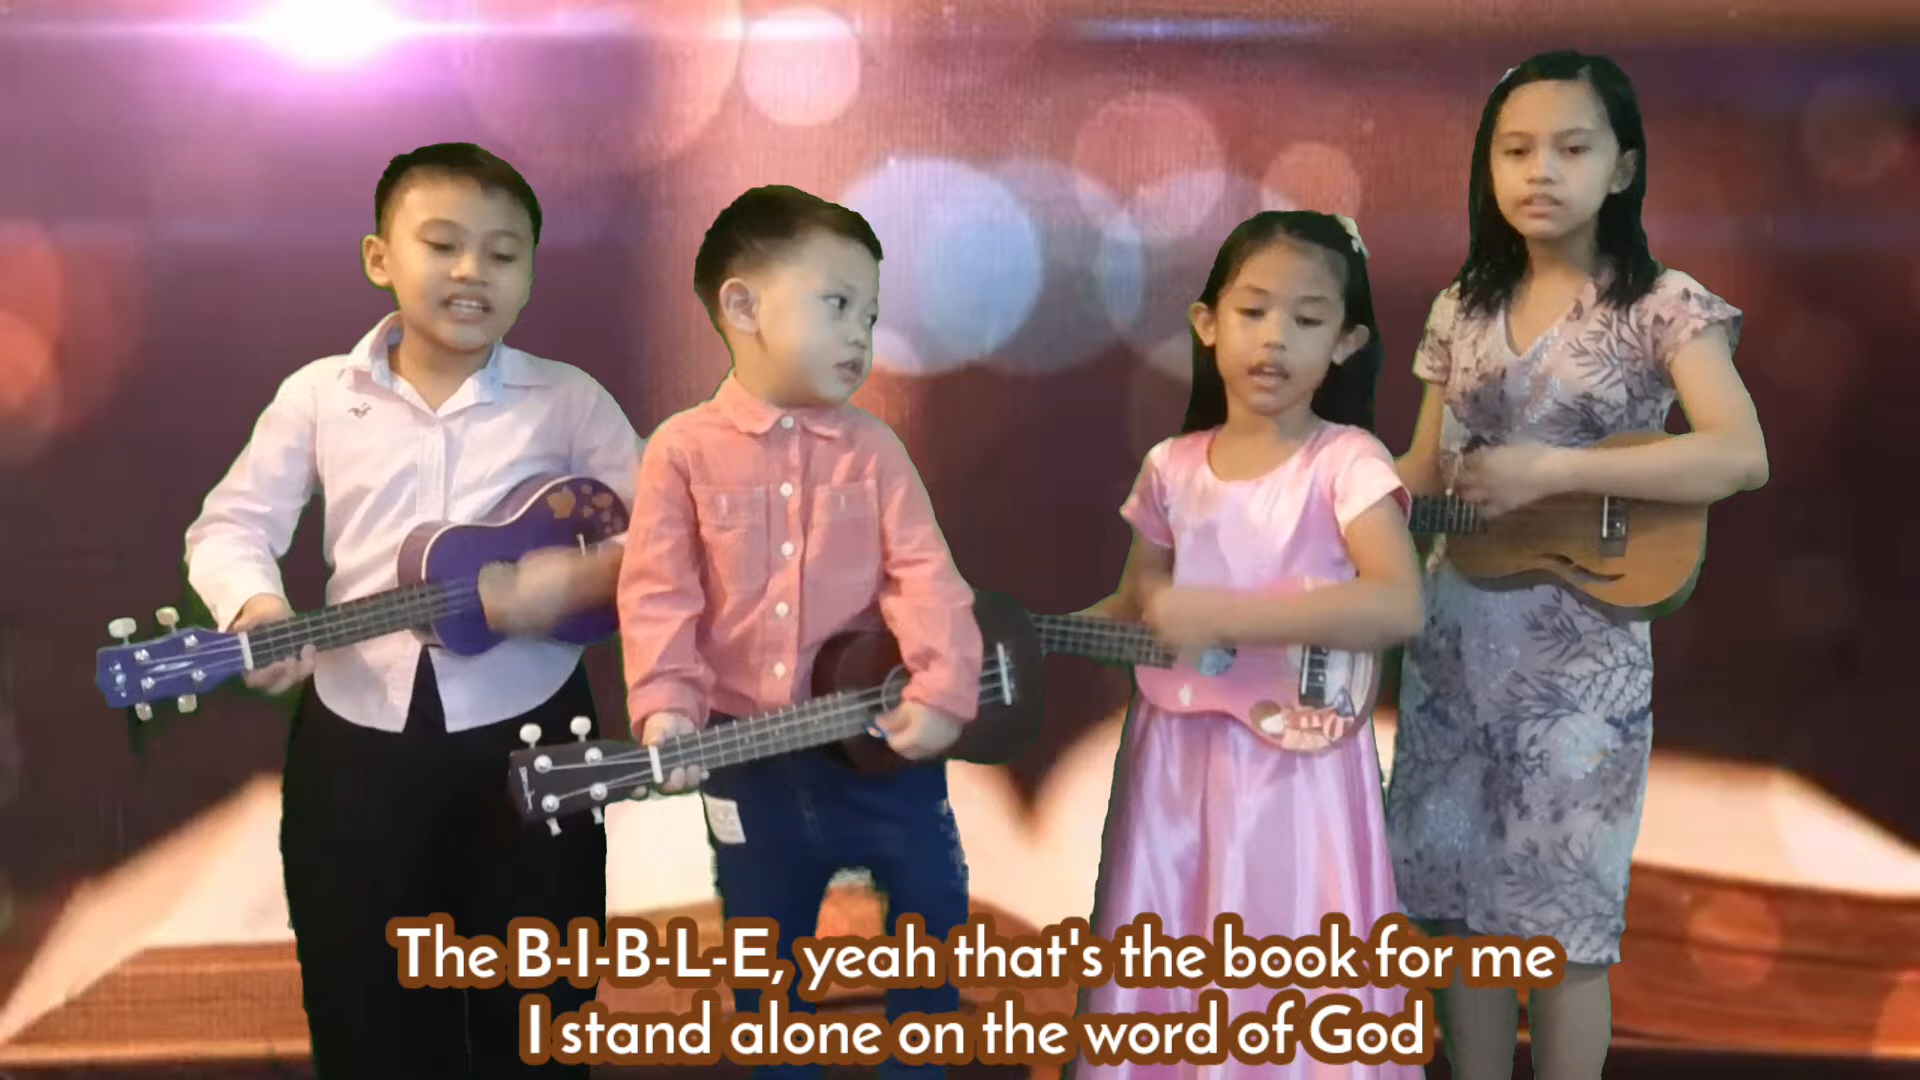 The B-I-B-L-E, yeah that's the book for me
I stand alone on the word of God